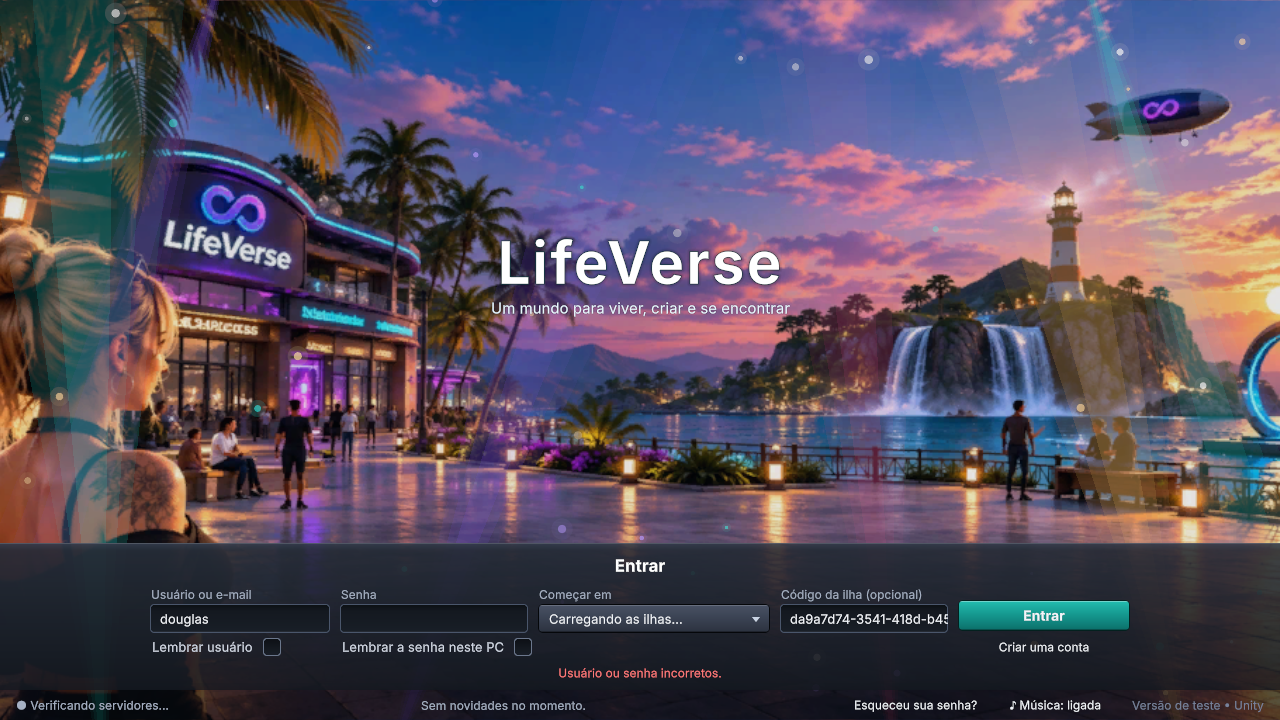 LifeVerse
LifeVerse
Um mundo para viver, criar e se encontrar
Entrar
Usuário ou e-mail
Senha
Começar em
Código da ilha (opcional)
douglas
Carregando as ilhas...
da9a7d74-3541-418d-b45
Entrar
Lembrar usuário
Lembrar a senha neste PC
Criar uma conta
Usuário ou senha incorretos.
Verificando servidores...
Sem novidades no momento.
Esqueceu sua senha?
♪ Música: ligada
Versão de teste • Unity